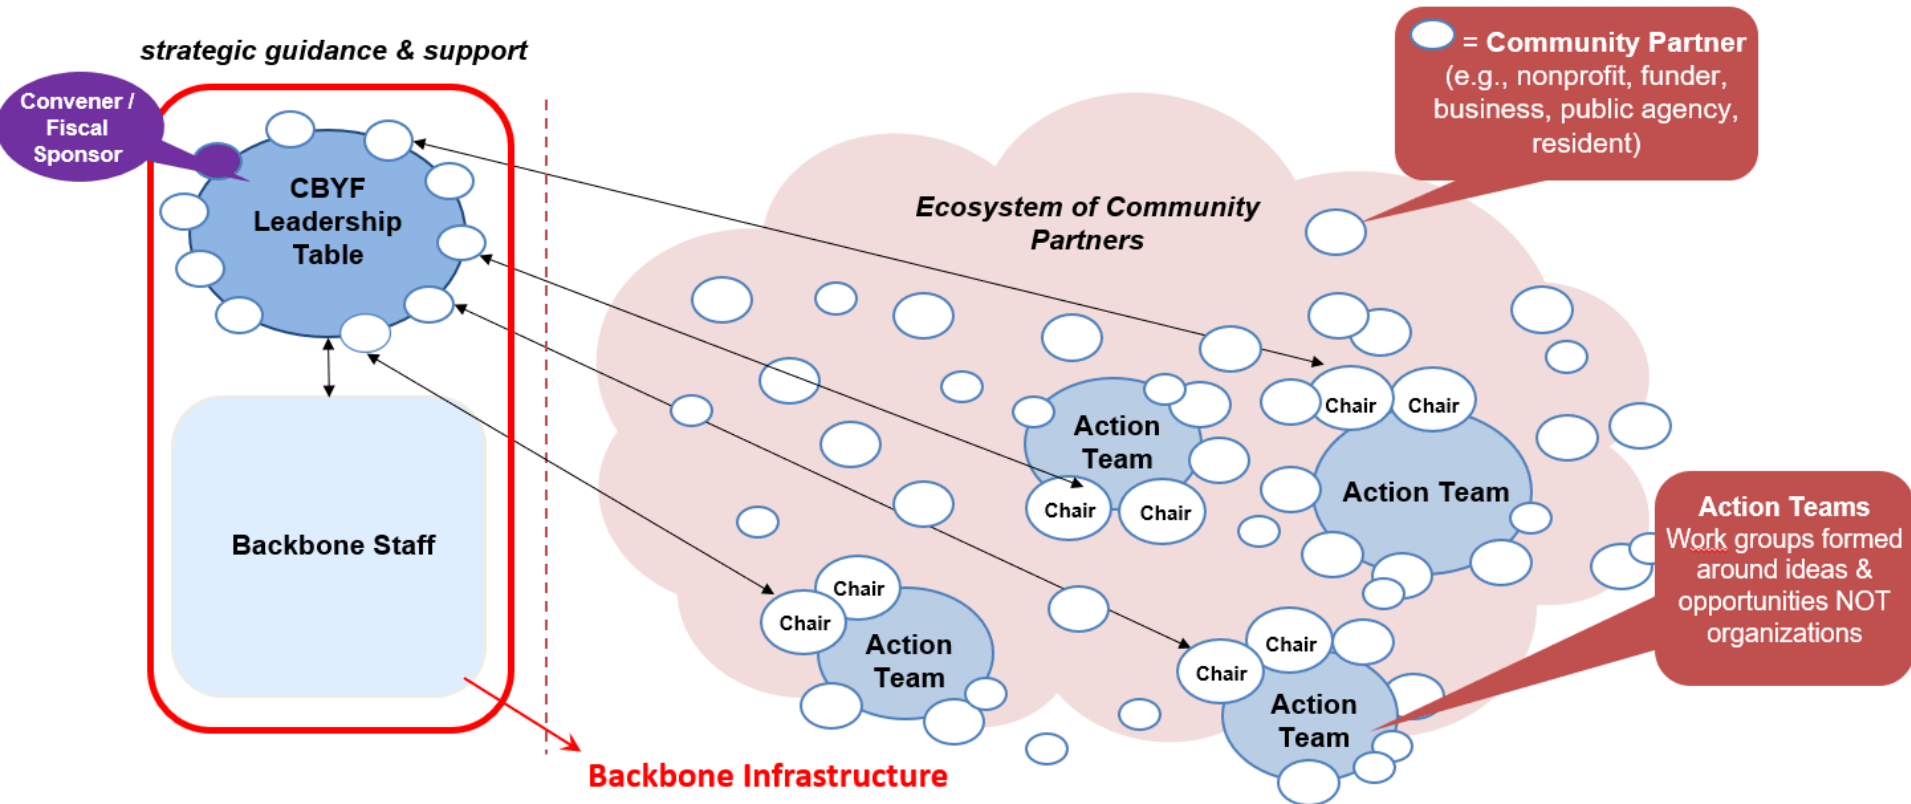 strategic guidance & support
Convener /
Fiscal
Sponsor
CBYF
Leadership
Table
Backbone Staff
Backbone Infrastructure
Ecosystem of Community
Partners
= Community Partner
(e.g., nonprofit, funder,
business, public agency,
resident)
Action
Team
Chair
Chair
Chair
Chair
Action Team
Chair
Chair
Action
Team
Chair
Chair
Action
Team
Action Teams
Work groups formed
around ideas &
opportunities NOT
organizations